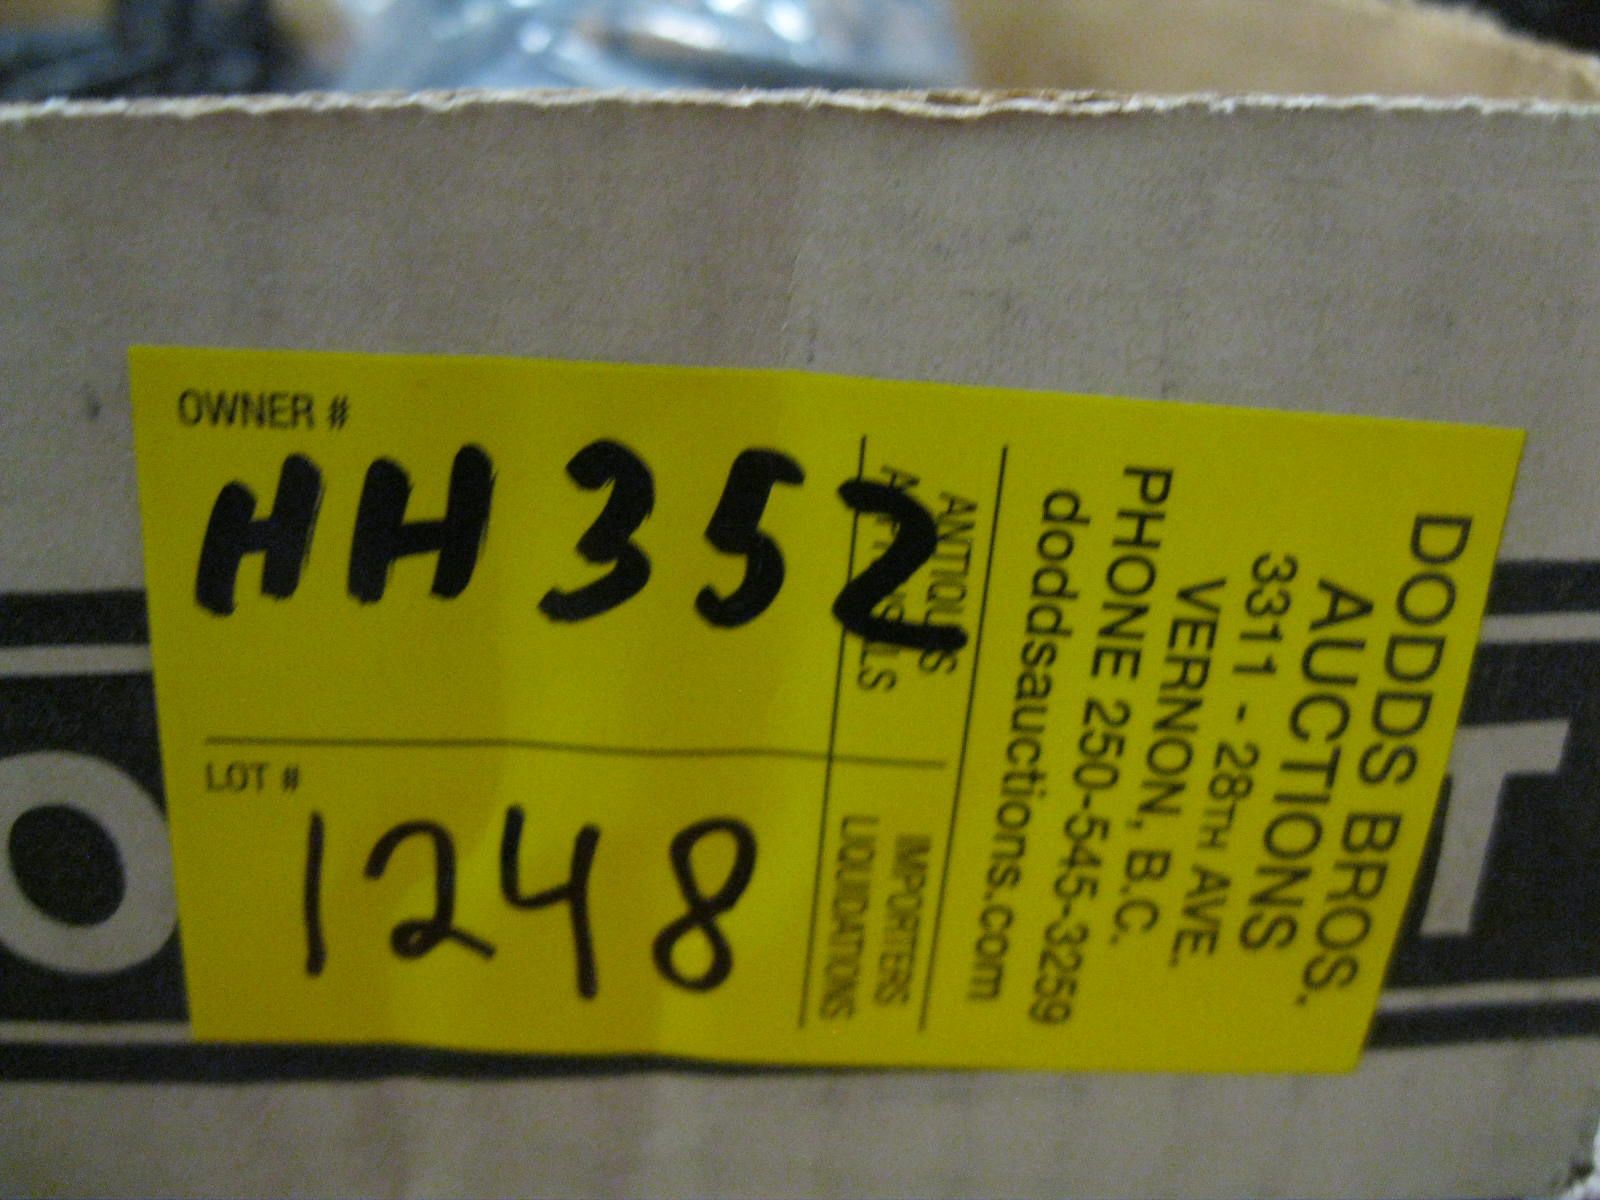 OWNER #
HH352
LOT #
1248
ANTIQUES
IMPORTERS
LIQUIDATIONS
DODDS BROS.
AUCTIONS
3311 - 28TH AVE.
VERNON, B.C.
PHONE 250-545-3259
doddsauctions.com
O
T